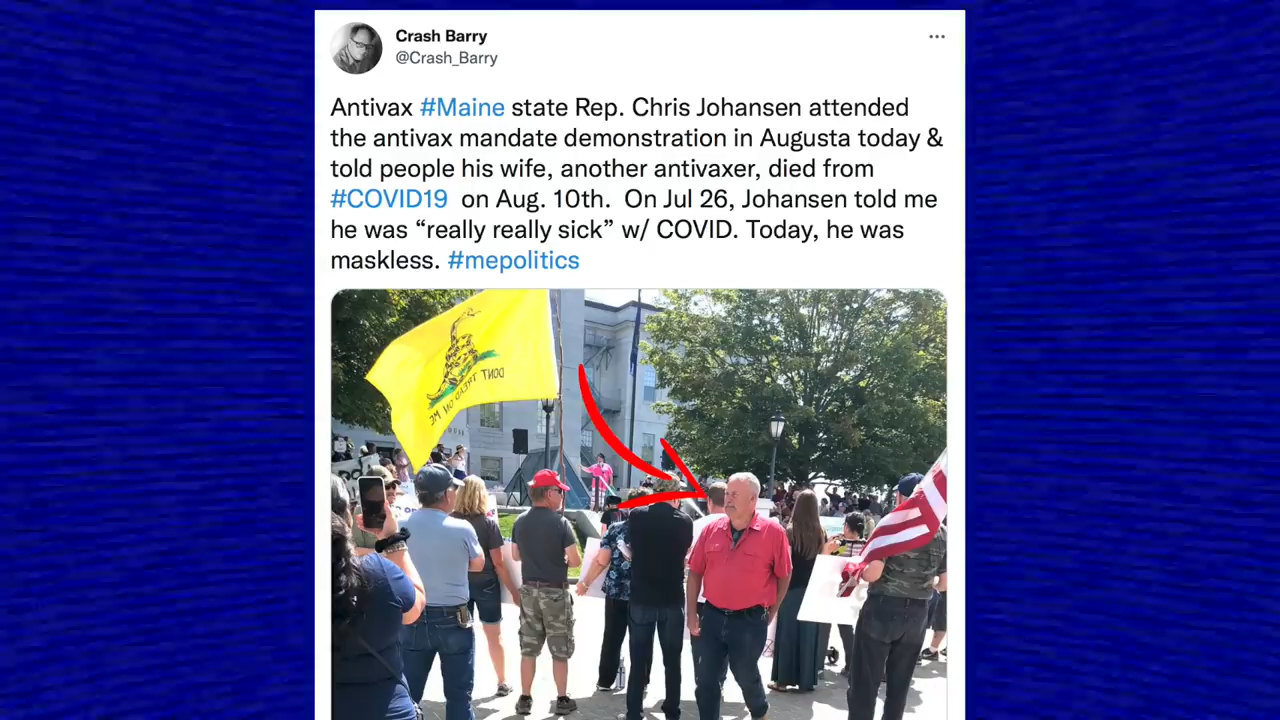 Crash Barry
@Crash_Barry
Antivax #Maine state Rep. Chris Johansen attended
the antivax mandate demonstration in Augusta today &
told people his wife, another antivaxer, died from
#COVID19 on Aug. 10th. On Jul 26, Johansen told me
he was “really really sick” w/ COVID. Today, he was
maskless. #mepolitics
DONT TREAD
ON ME